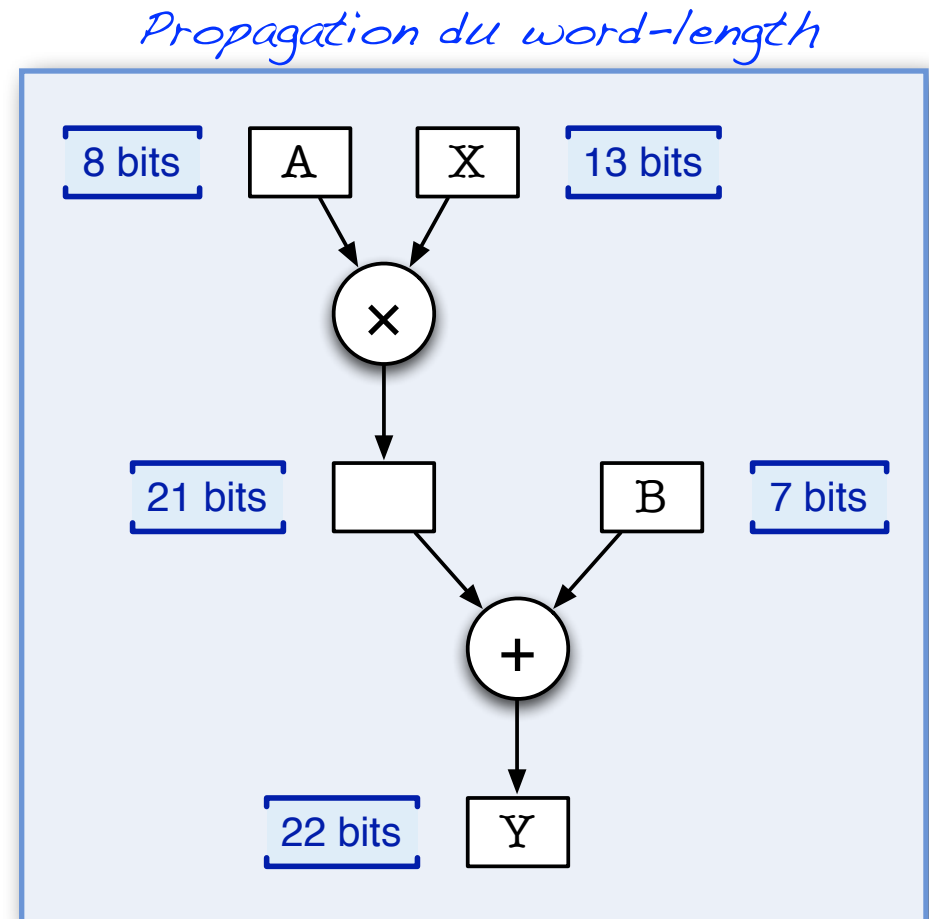 Propagation du word-length
8 bits A X 13 bits
×
21 bits B 7 bits
+
22 bits Y